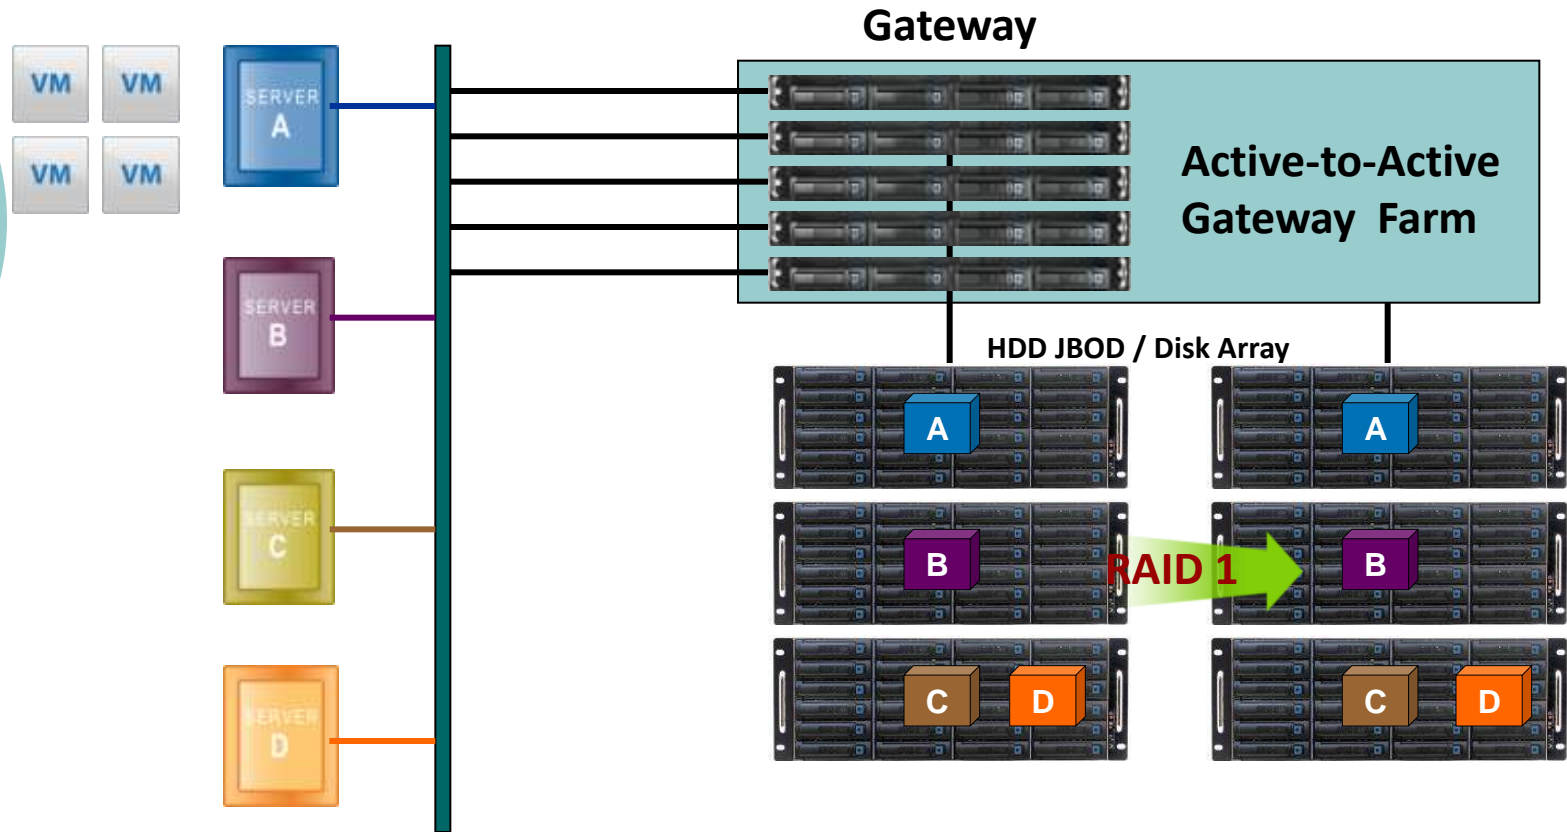 Gateway
VM
VM
VM
VM
SERVER
A
SERVER
B
SERVER
C
SERVER
D
Active-to-Active
Gateway Farm
HDD JBOD / Disk Array
A
A
B
RAID 1
B
C
D
C
D